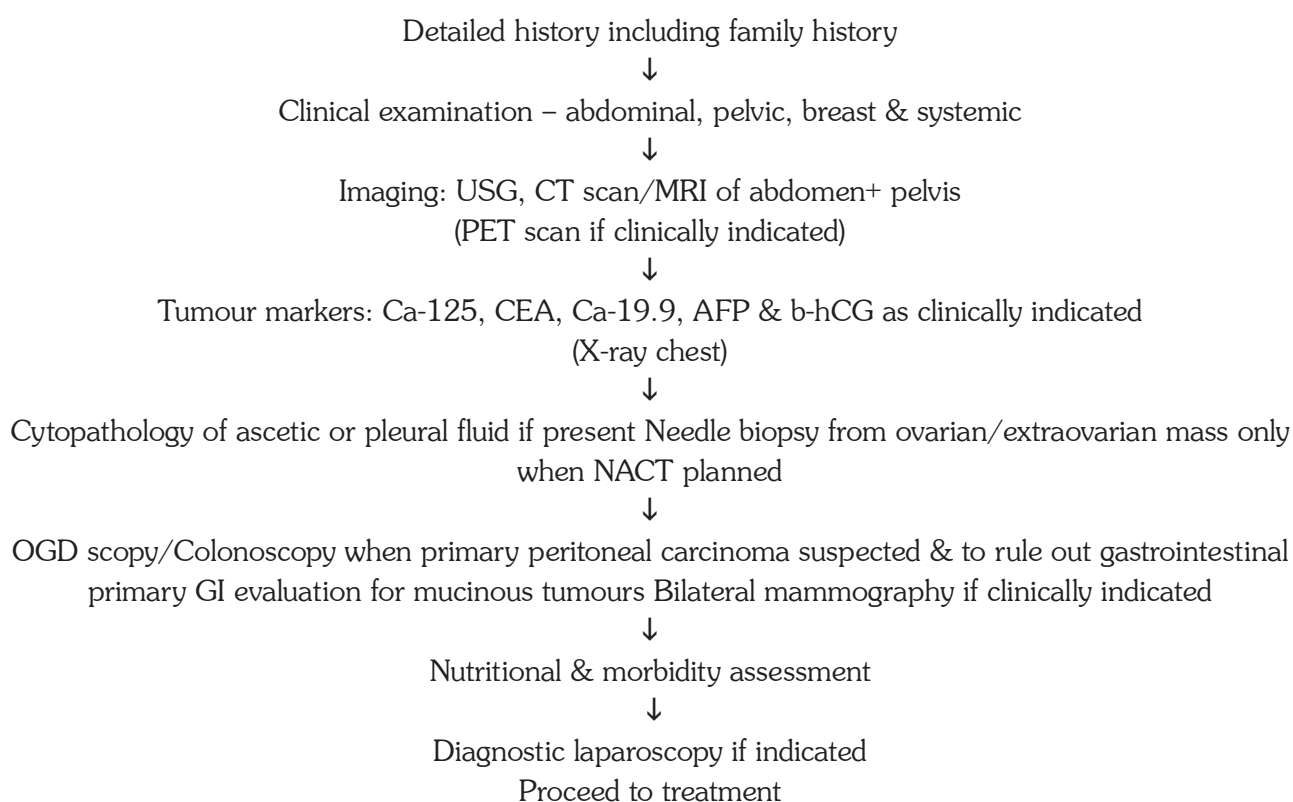 Detailed history including family history
↓
Clinical examination – abdominal, pelvic, breast & systemic
↓
Imaging: USG, CT scan/MRI of abdomen+ pelvis
(PET scan if clinically indicated)
↓
Tumour markers: Ca-125, CEA, Ca-19.9, AFP & b-hCG as clinically indicated
(X-ray chest)
↓
Cytopathology of ascetic or pleural fluid if present Needle biopsy from ovarian/extraovarian mass only
when NACT planned
↓
OGD scopy/Colonoscopy when primary peritoneal carcinoma suspected & to rule out gastrointestinal
primary GI evaluation for mucinous tumours Bilateral mammography if clinically indicated
↓
Nutritional & morbidity assessment
↓
Diagnostic laparoscopy if indicated
Proceed to treatment